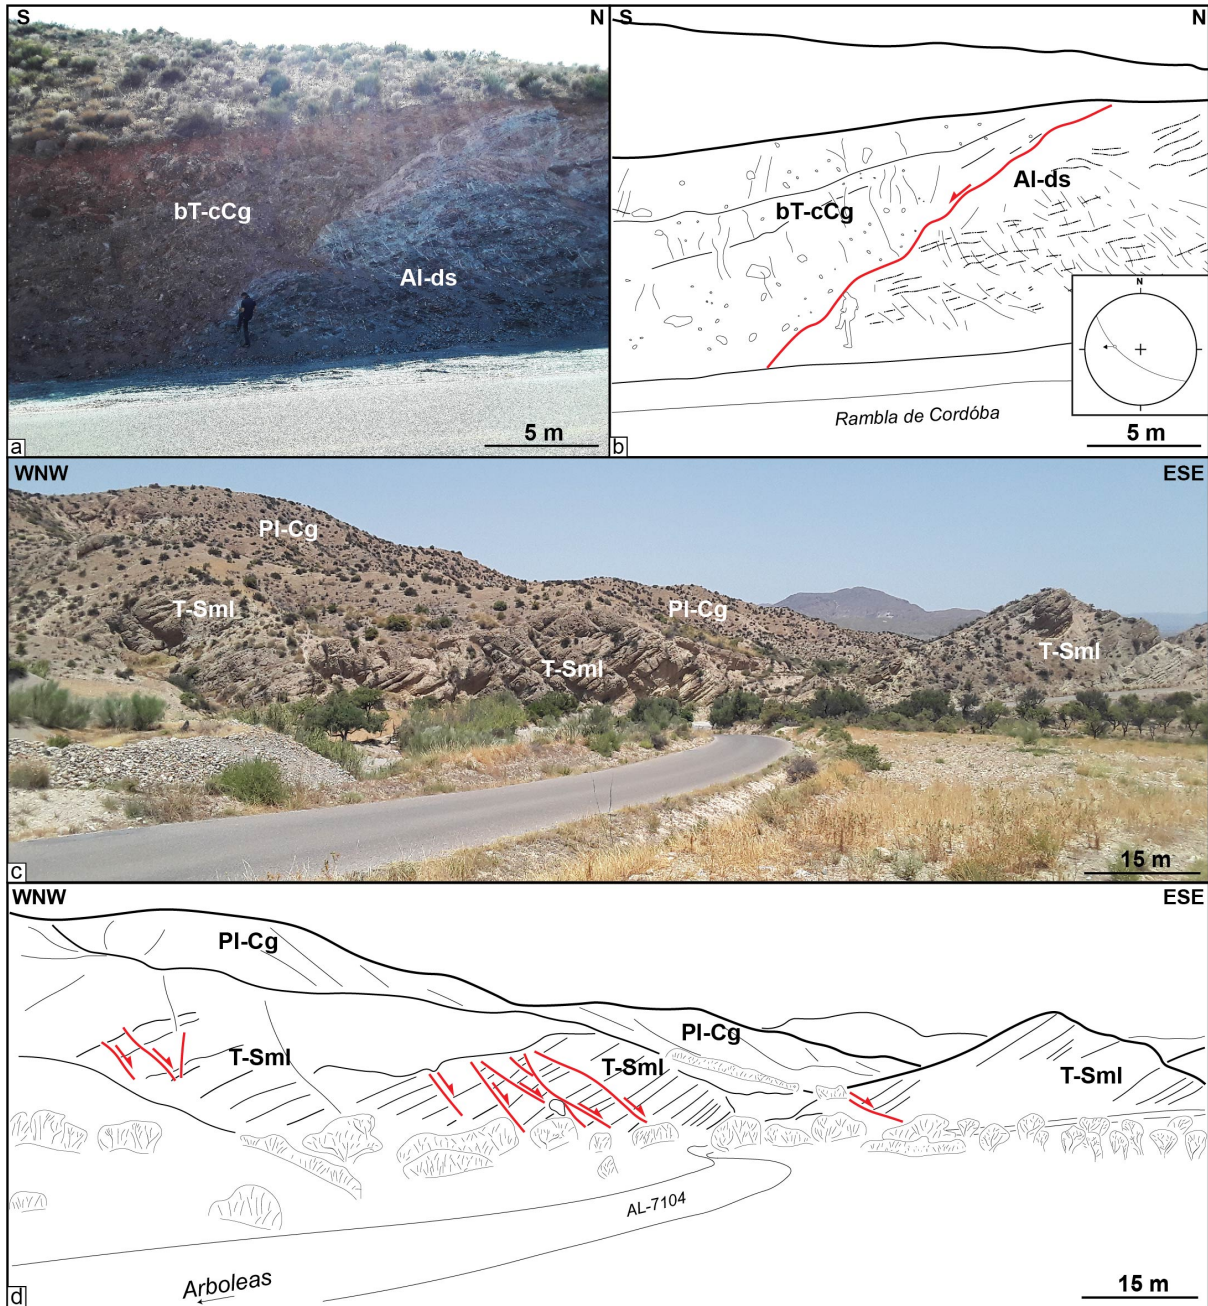 S
N
bT-cCg
Al-ds
a
5 m
S
N
Al-ds
bT-cCg
N
Rambla de Cordóba
b
5 m
WNW
ESE
Pl-Cg
T-Sml
Pl-Cg
T-Sml
T-Sml
c
15 m
WNW
ESE
Pl-Cg
Pl-Cg
T-Sml
T-Sml
T-Sml
AL-7104
Arboleas
d
15 m